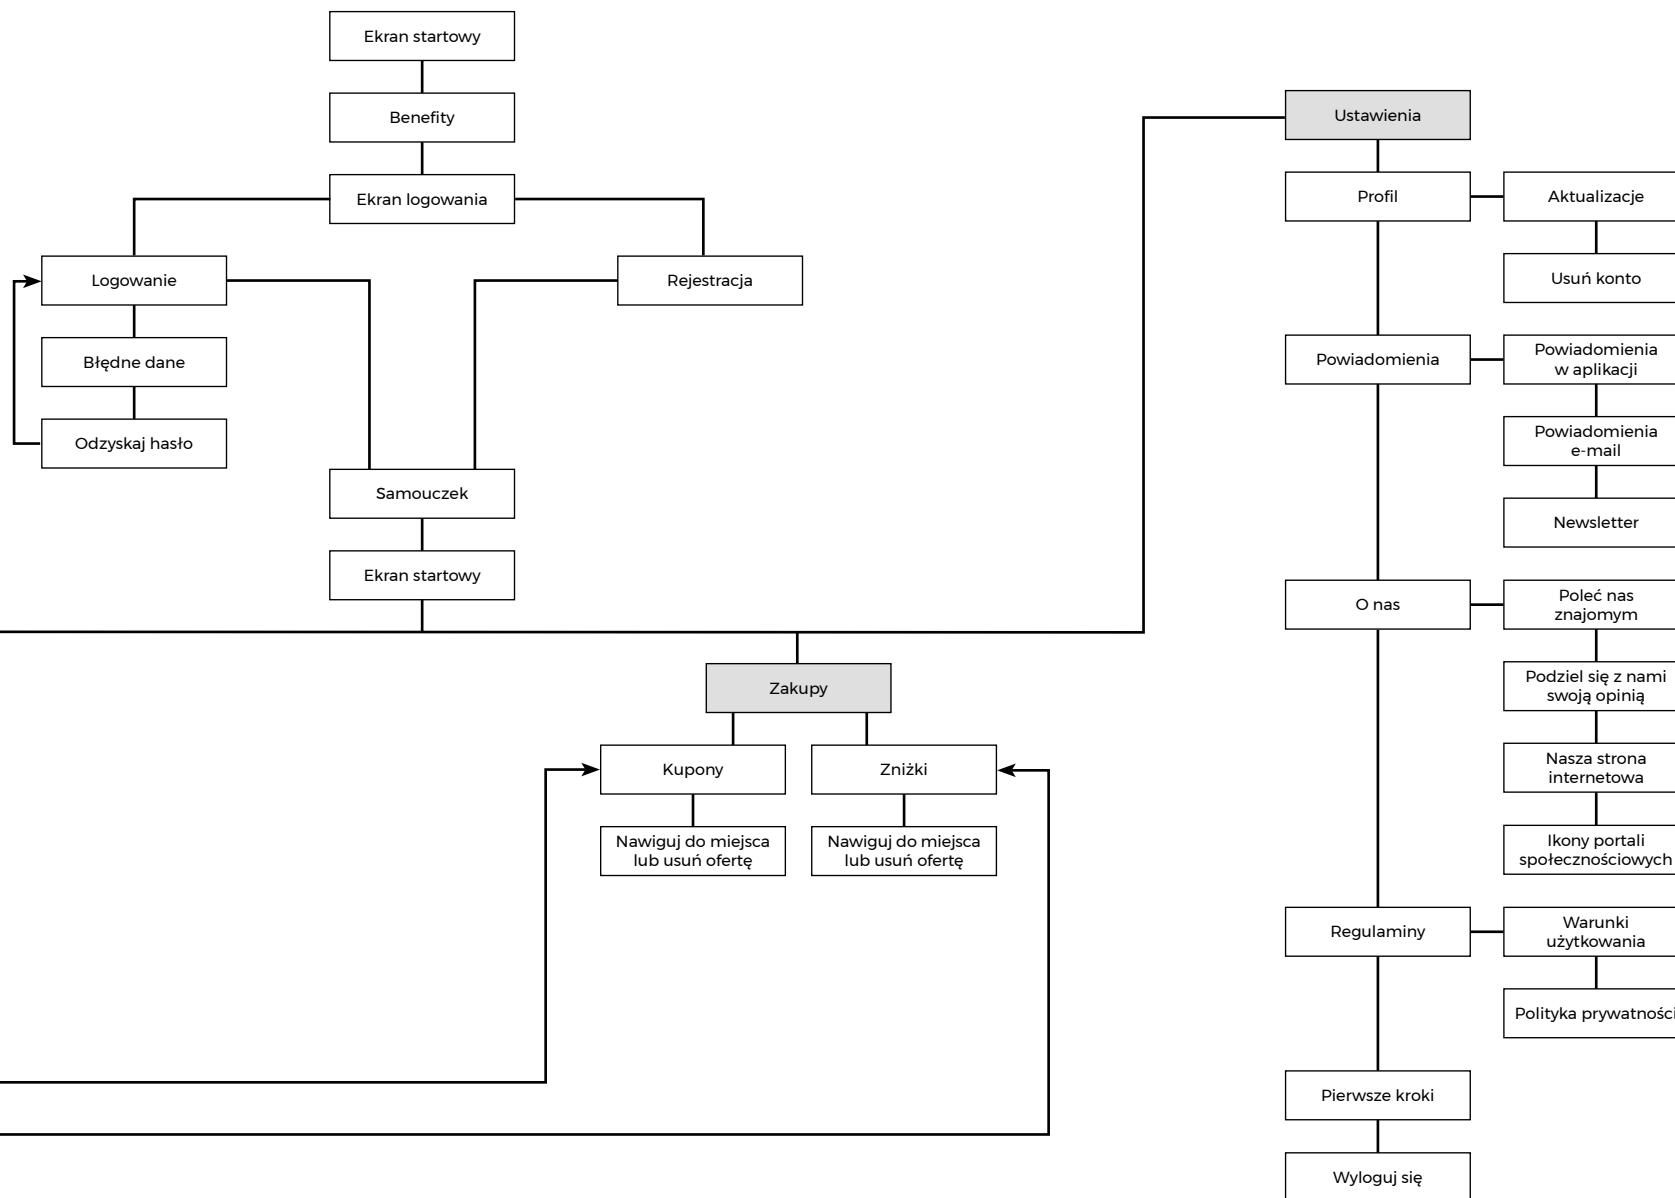 Ekran startowy
Benefity
Ekran logowania
Logowanie
Rejestracja
Błędne dane
Odzyskaj hasło
Samouczek
Ekran startowy
Zakupy
Kupony
Zniżki
Nawiguj do miejsca
lub usuń ofertę
Nawiguj do miejsca
lub usuń ofertę
Ustawienia
Profil
Aktualizacje
Usuń konto
Powiadomienia
Powiadomienia
w aplikacji
Powiadomienia
e-mail
Newsletter
O nas
Poleć nas
znajomym
Podziel się z nami
swoją opinią
Nasza strona
internetowa
Ikony portali
społecznościowych
Regulaminy
Warunki
użytkowania
Polityka prywatności
Pierwsze kroki
Wyloguj się